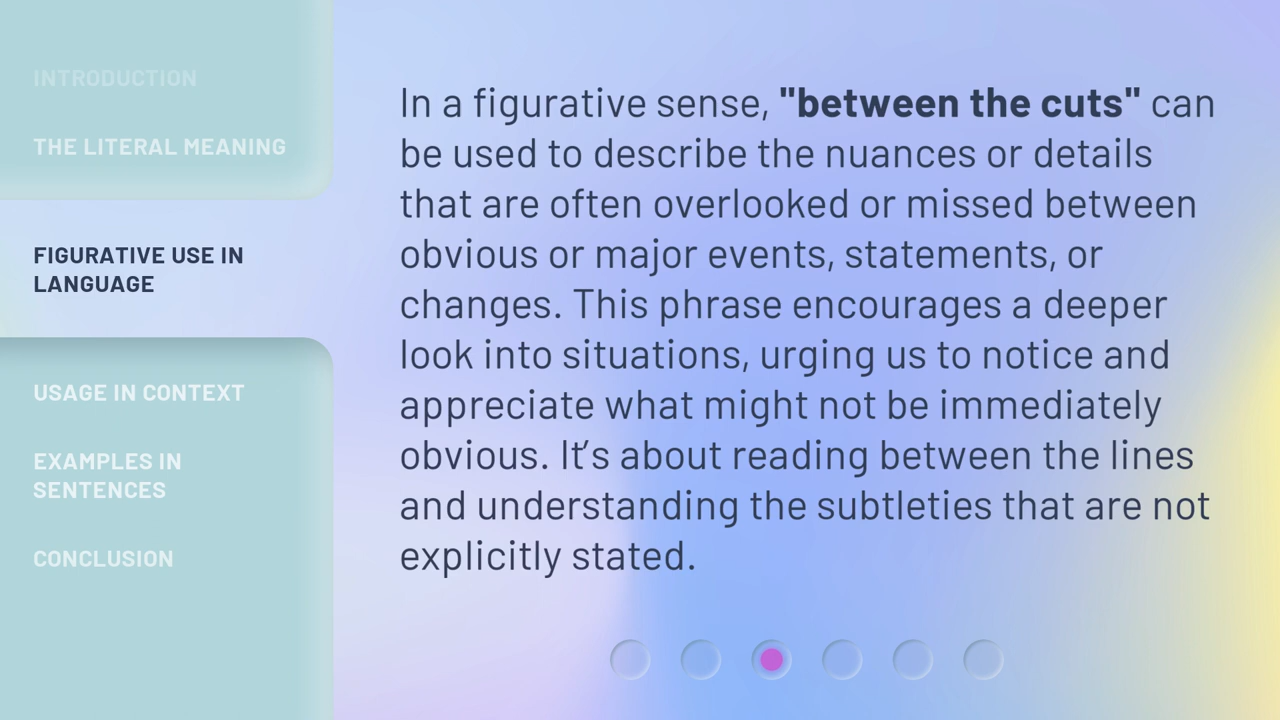 INTRODUCTION
THE LITERAL MEANING
FIGURATIVE USE IN
LANGUAGE
USAGE IN CONTEXT
EXAMPLES IN
SENTENCES
CONCLUSION
In a figurative sense, "between the cuts" can
be used to describe the nuances or details
that are often overlooked or missed between
obvious or major events, statements, or
changes. This phrase encourages a deeper
look into situations, urging us to notice and
appreciate what might not be immediately
obvious. It’s about reading between the lines
and understanding the subtleties that are not
explicitly stated.